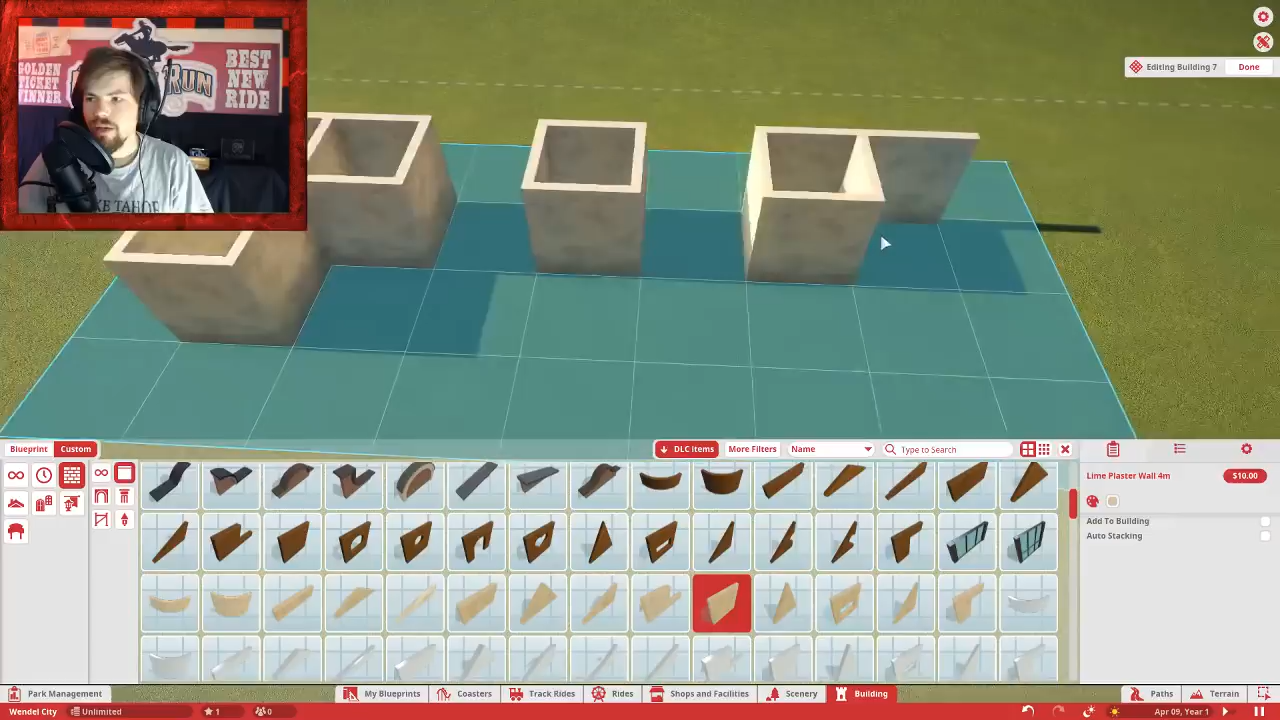 GOLDEN
TICKET
WINNER
RUN
BEST
NEW
RIDE
KE TAHO
Editing Building 7
Done
Blueprint
Custom
DLC Items
More Filters
Name
Type to Search
Lime Plaster Wall 4m
$10.00
Add To Building
Auto Stacking
Park Management
My Blueprints
Coasters
Track Rides
Rides
Shops and Facilities
Scenery
Building
Paths
Terrain
Wendel City
Unlimited
1
0
Apr 09, Year 1